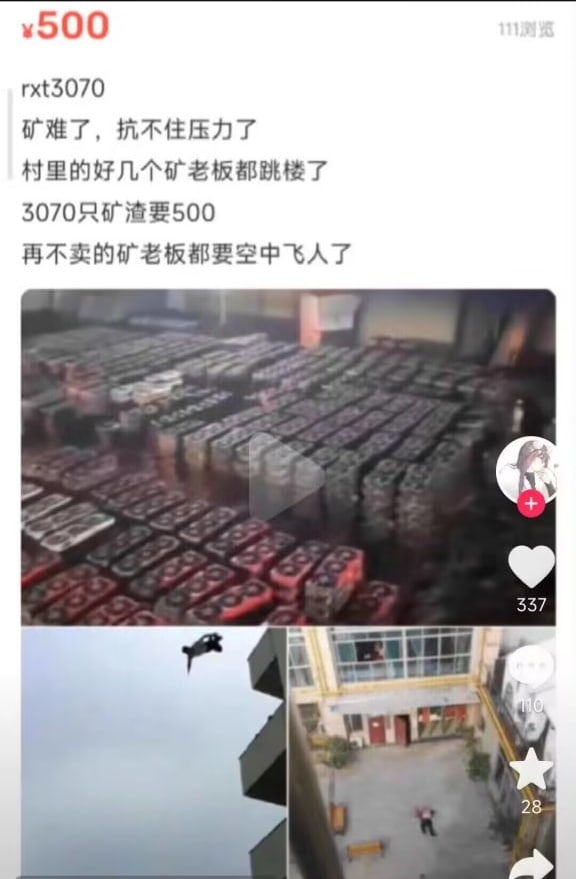 ¥500
111浏览
rxt3070
矿难了，抗不住压力了
村里的好几个矿老板都跳楼了
3070只矿渣要500
再不卖的矿老板都要空中飞人了
337
110
28